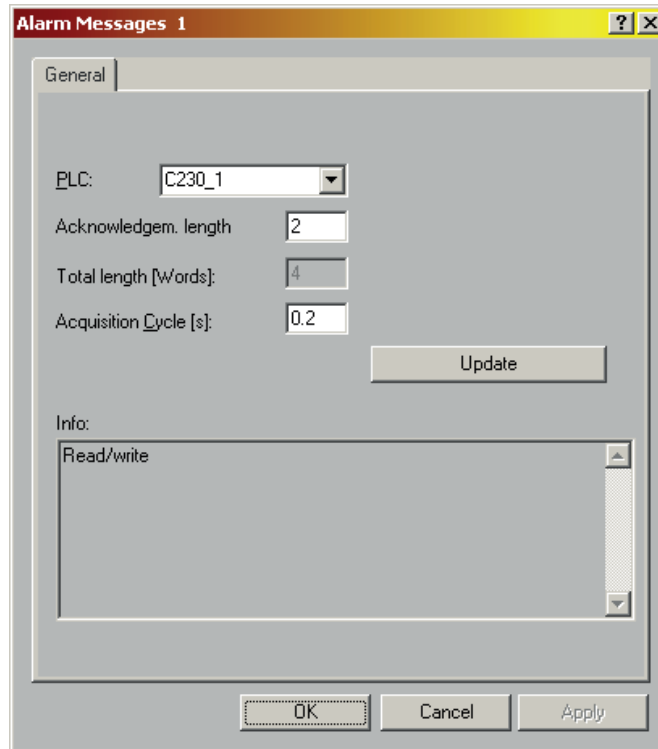 Alarm Messages 1
General
PLC: C230_1
Acknowledgem. length 2
Total length [Words]: 4
Acquisition Cycle [s]: 0.2
Update
Info:
Read/write
OK Cancel Apply